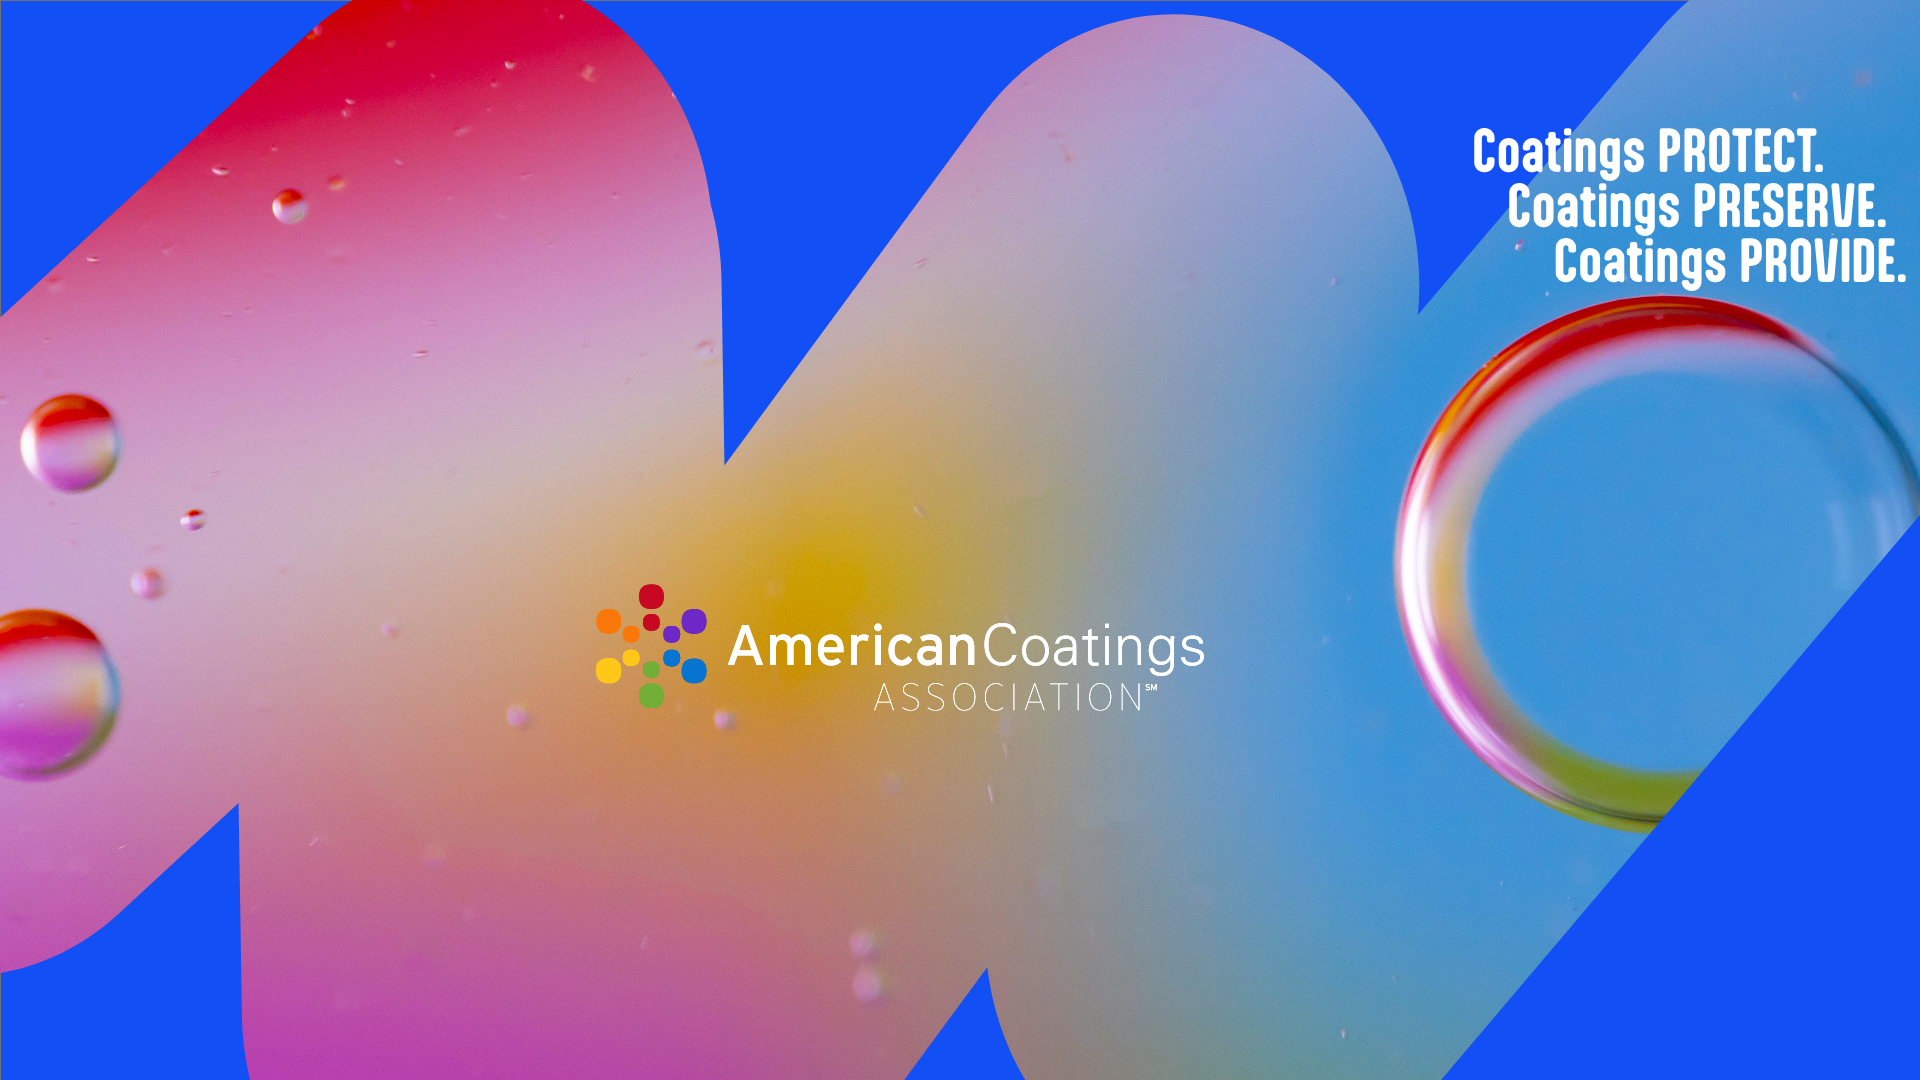 Coatings PROTECT.
Coatings PRESERVE.
Coatings PROVIDE.
AmericanCoatings
ASSOCIATION℠